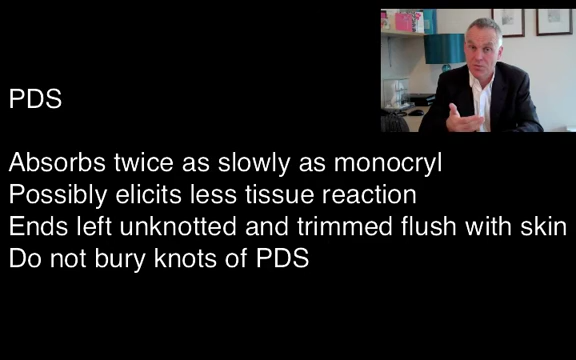 PDS
Absorbs twice as slowly as monocryl
Possibly elicits less tissue reaction
Ends left unknotted and trimmed flush with skin
Do not bury knots of PDS